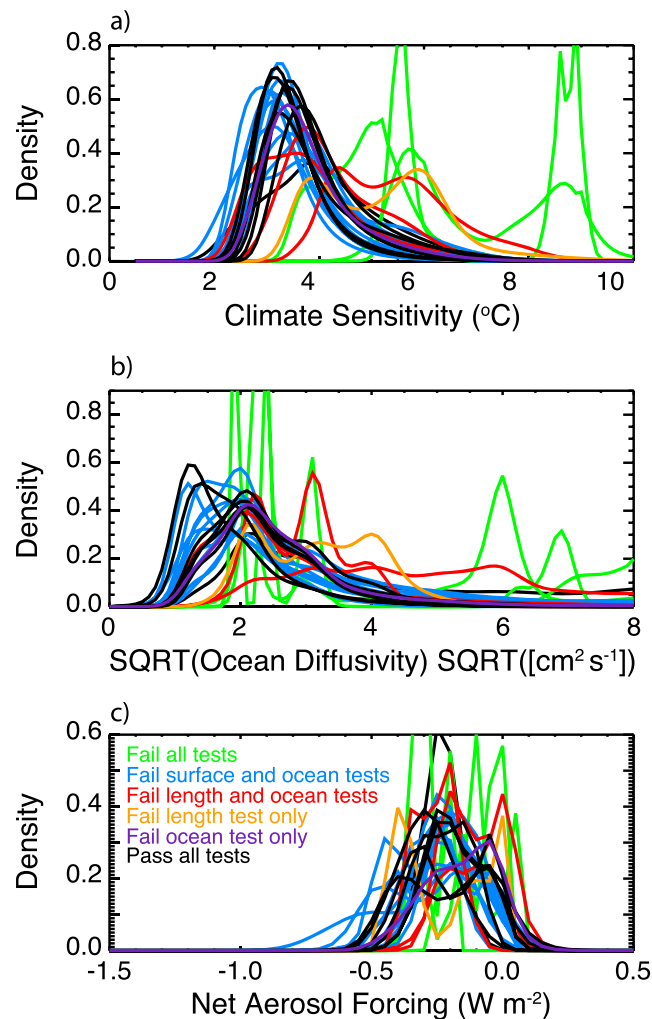 a)
0.8
0.6
0.4
0.2
0.0
Density
0 2 4 6 8 10
Climate Sensitivity (°C)
b)
0.8
0.6
0.4
0.2
0.0
Density
0 2 4 6 8
SQRT(Ocean Diffusivity) SQRT([cm² s⁻¹])
c)
0.6
0.4
0.2
0.0
Density
Fail all tests
Fail surface and ocean tests
Fail length and ocean tests
Fail length test only
Fail ocean test only
Pass all tests
-1.5 -1.0 -0.5 0.0 0.5
Net Aerosol Forcing (W m⁻²)